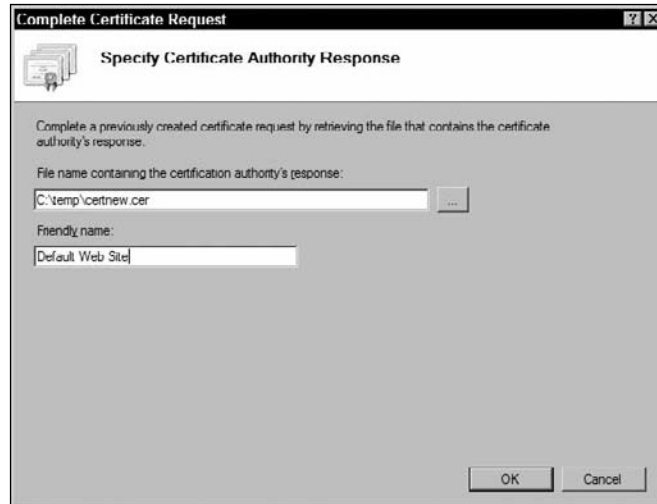 Complete Certificate Request
Specify Certificate Authority Response
Complete a previously created certificate request by retrieving the file that contains the certificate
authority's response.
File name containing the certification authority's response:
C:\temp\certnew.cer
...
Friendly name:
Default Web Site
OK
Cancel